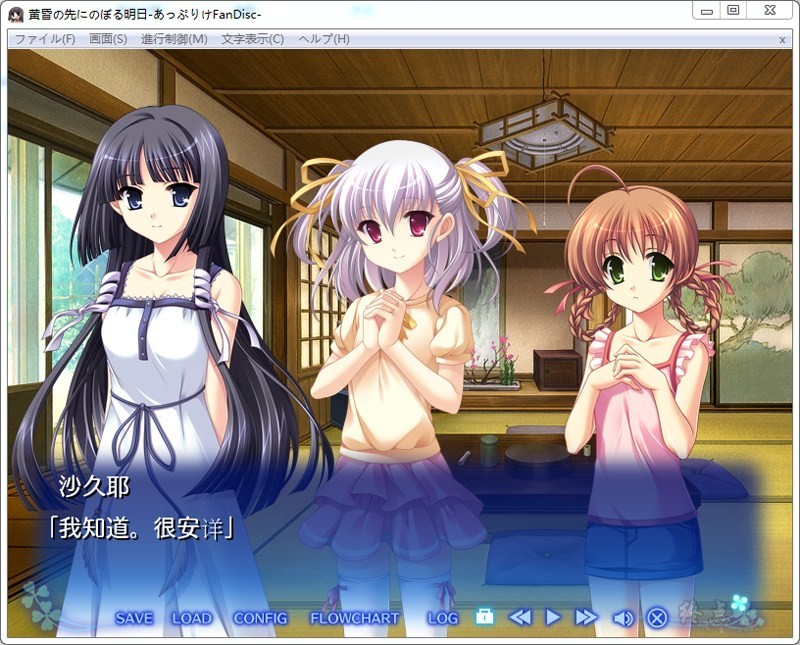 黄昏の先にのぼる明日-あっぷりけFanDisc-
ファイル(F) 画面(S) 進行制御(M) 文字表示(C) ヘルプ(H) x
沙久耶
「我知道。很安详」
SAVE LOAD CONFIG FLOWCHART LOG
终点